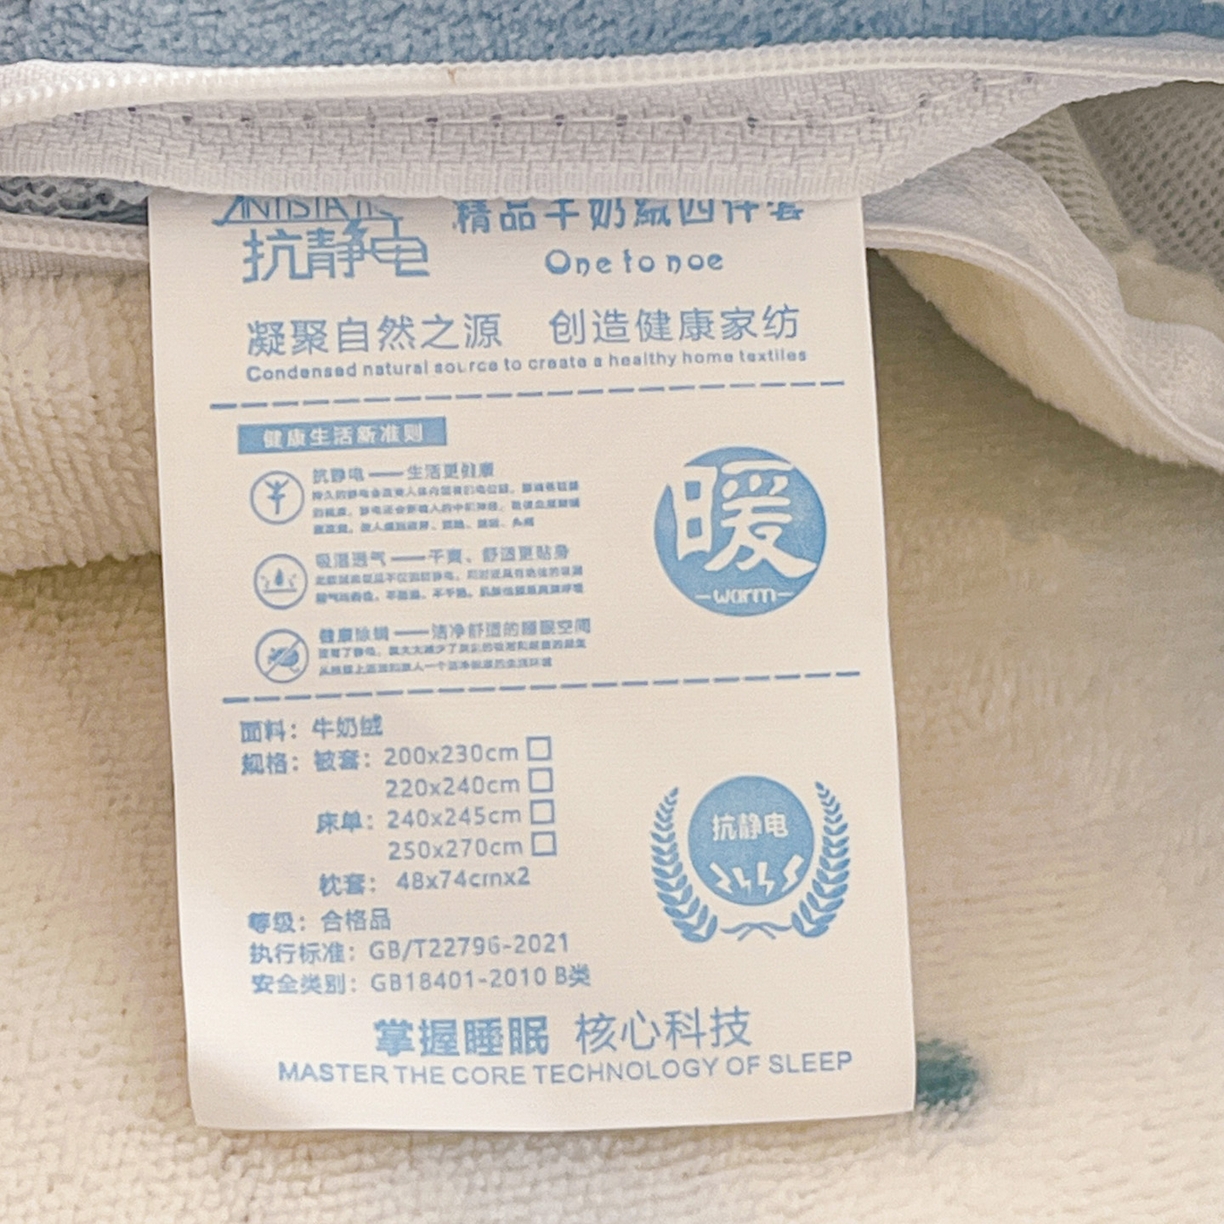 ANTISTATIC
抗静电
精品牛奶绒四件套
One to noe
凝聚自然之源 创造健康家纺
Condensed natural source to create a healthy home textiles
健康生活新准则
抗静电——生活更健康
吸湿透气——干爽、舒适更贴身
健康除螨——洁净舒适的睡眠空间
暖
warm
面料：牛奶绒
规格：被套：200x230cm
220x240cm
床单：240x245cm
250x270cm
枕套：48x74cmx2
抗静电
等级：合格品
执行标准：GB/T22796-2021
安全类别：GB18401-2010 B类
掌握睡眠 核心科技
MASTER THE CORE TECHNOLOGY OF SLEEP